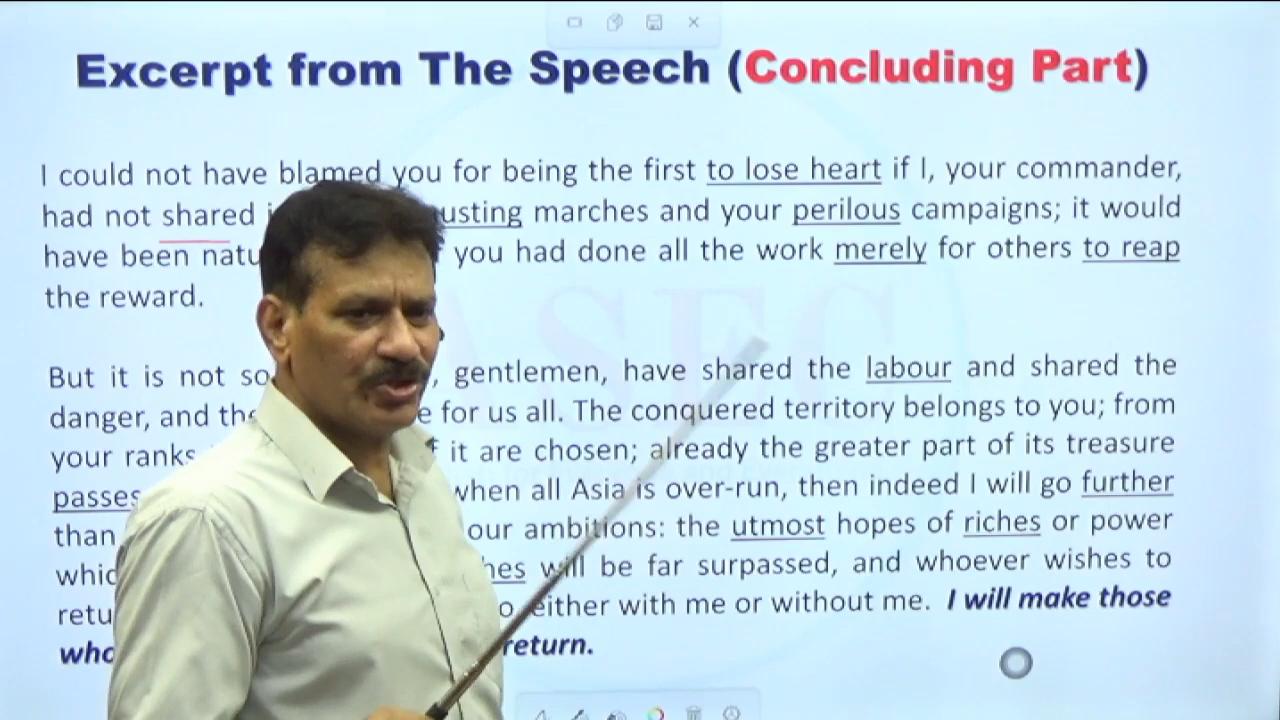 Excerpt from The Speech (Concluding Part)
I could not have blamed you for being the first to lose heart if I, your commander,
had not shared usting marches and your perilous campaigns; it would
have been natu you had done all the work merely for others to reap
the reward.
But it is not so , gentlemen, have shared the labour and shared the
danger, and the e for us all. The conquered territory belongs to you; from
your ranks it are chosen; already the greater part of its treasure
passes when all Asia is over-run, then indeed I will go further
than our ambitions: the utmost hopes of riches or power
whic hes will be far surpassed, and whoever wishes to
retu either with me or without me. I will make those
who return.
ASEC